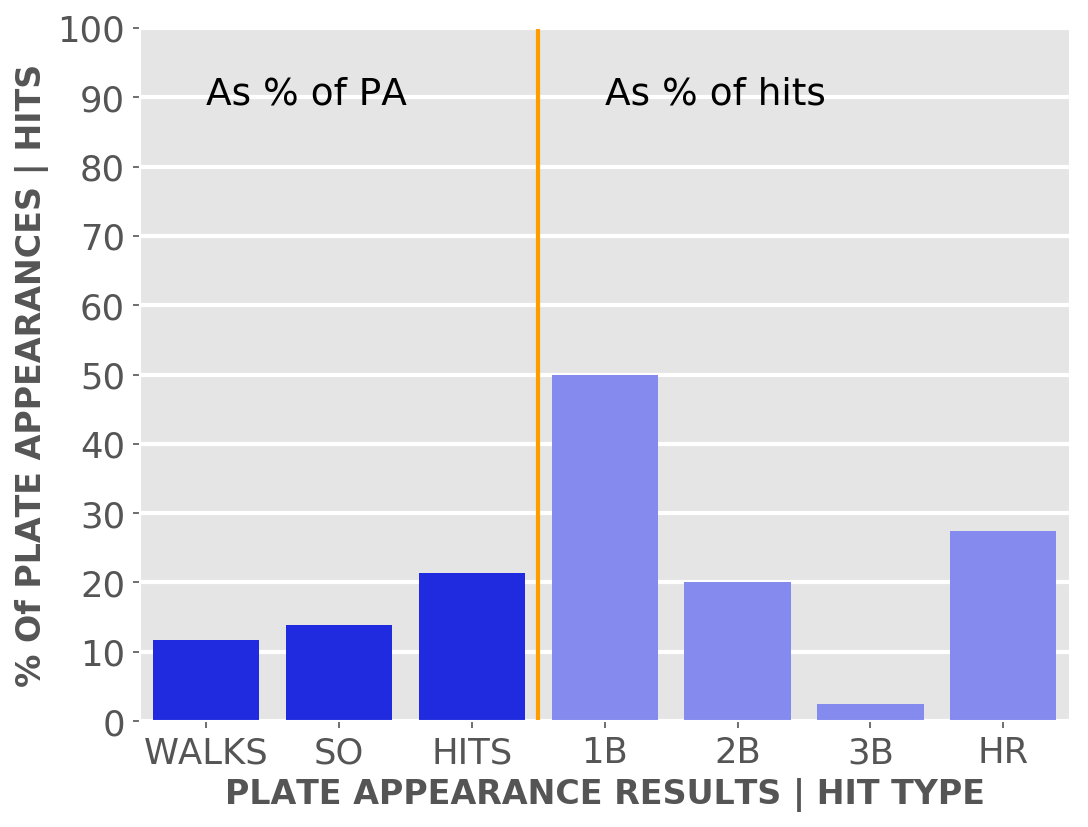 100
90
80
70
60
50
40
30
20
10
0
% Of PLATE APPEARANCES | HITS
As % of PA
As % of hits
WALKS SO HITS 1B 2B 3B HR
PLATE APPEARANCE RESULTS | HIT TYPE